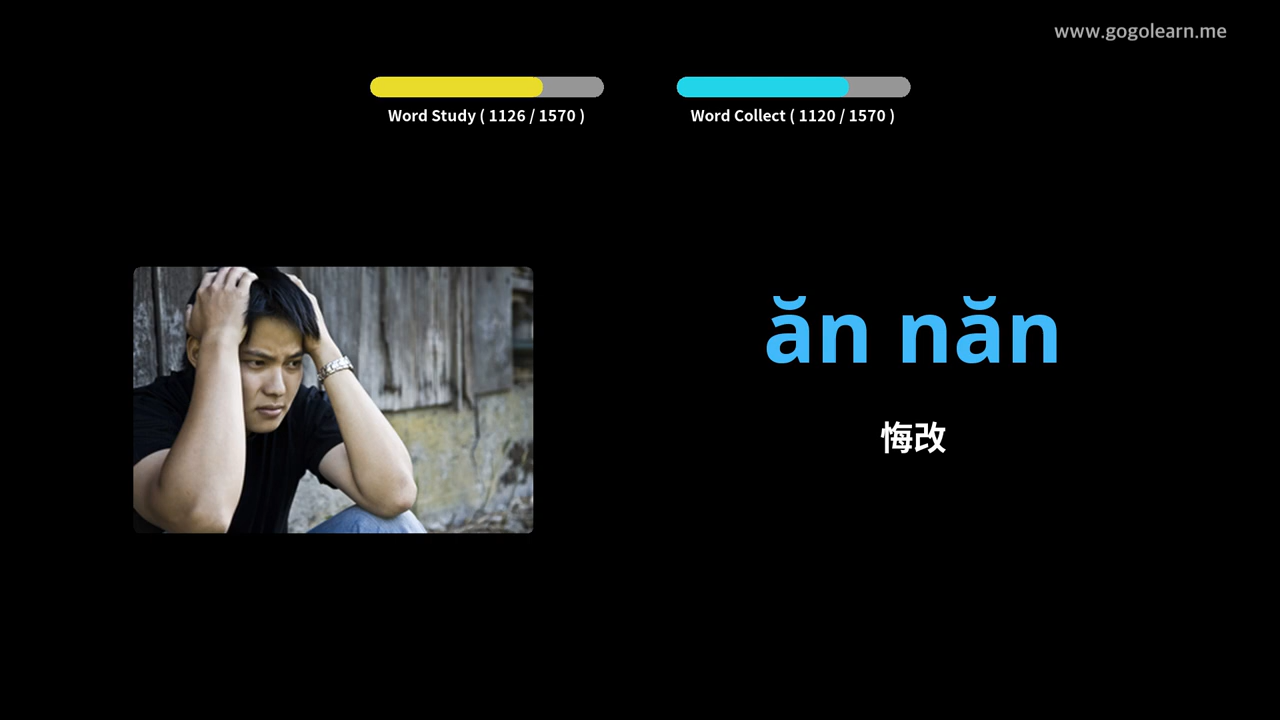 www.gogolearn.me
Word Study ( 1126 / 1570 )
Word Collect ( 1120 / 1570 )
ăn năn
悔改